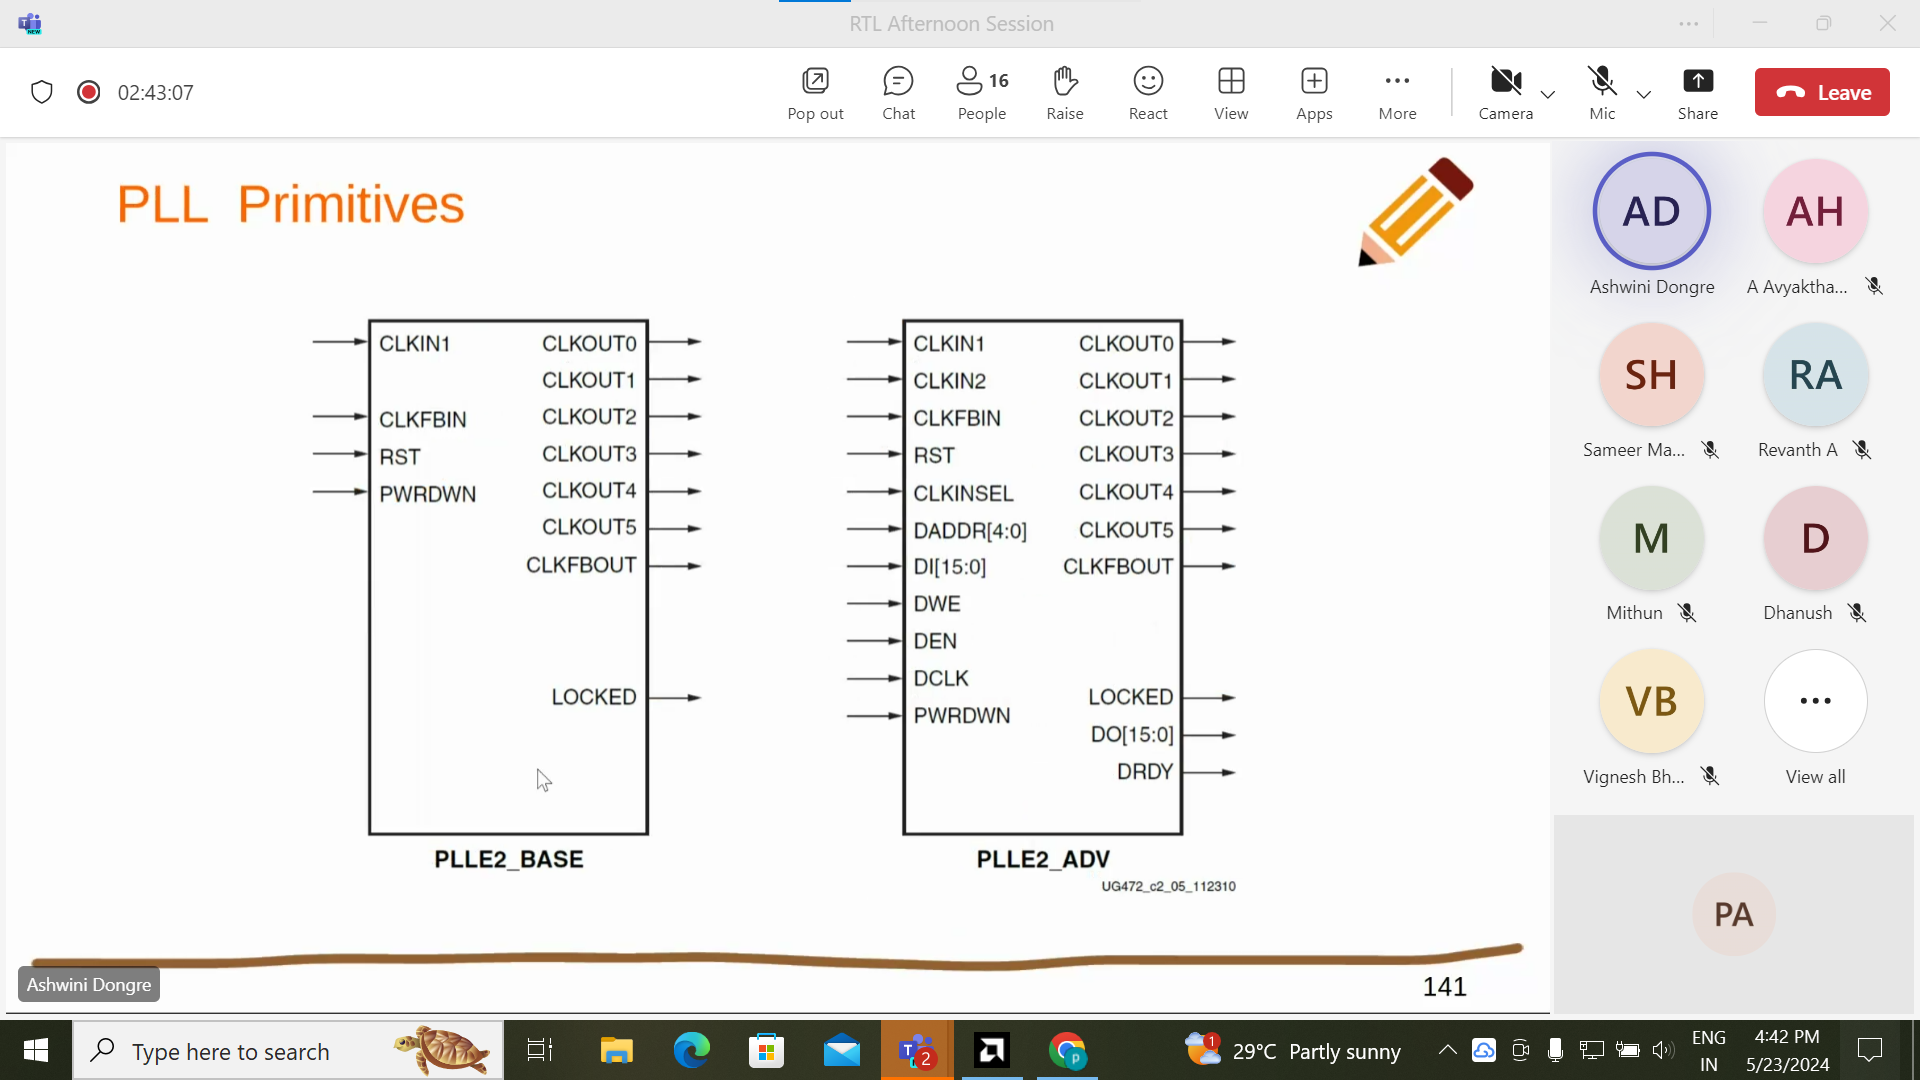 RTL Afternoon Session
02:43:07
Pop out
Chat
16
People
Raise
React
View
Apps
More
Camera
Mic
Share
Leave
PLL Primitives
CLKIN1
CLKFBIN
RST
PWRDWN
CLKOUT0
CLKOUT1
CLKOUT2
CLKOUT3
CLKOUT4
CLKOUT5
CLKFBOUT
LOCKED
PLLE2_BASE
CLKIN1
CLKIN2
CLKFBIN
RST
CLKINSEL
DADDR[4:0]
DI[15:0]
DWE
DEN
DCLK
PWRDWN
CLKOUT0
CLKOUT1
CLKOUT2
CLKOUT3
CLKOUT4
CLKOUT5
CLKFBOUT
LOCKED
DO[15:0]
DRDY
PLLE2_ADV
UG472_c2_05_112310
Ashwini Dongre
141
AD
Ashwini Dongre
AH
A Avyaktha...
SH
Sameer Ma...
RA
Revanth A
M
Mithun
D
Dhanush
VB
Vignesh Bh...
View all
PA
Type here to search
T
2
NEW
p
1
29°C Partly sunny
ENG
IN
4:42 PM
5/23/2024